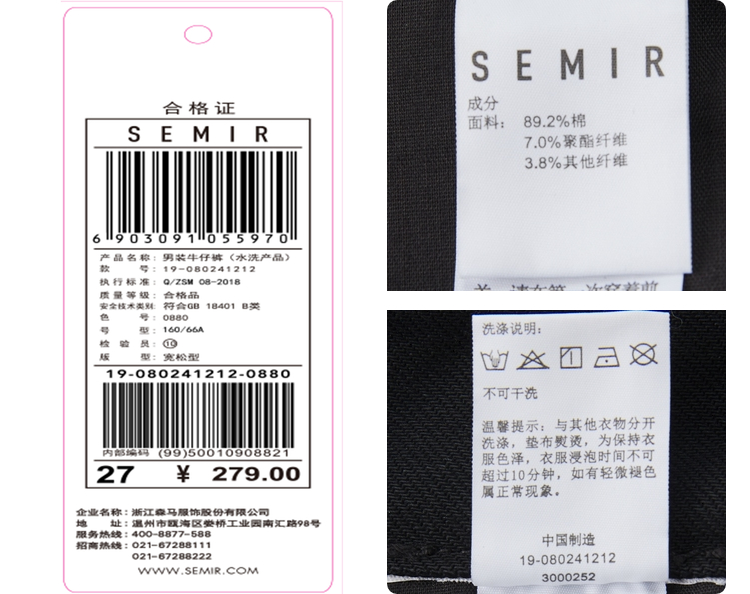 合格证
SEMIR
6 903091 055970
产品名称：男装牛仔裤（水洗产品）
款 号：19-080241212
执行标准：Q/ZSM 08-2018
质量等级：合格品
安全技术类别：符合GB 18401 B类
色 号：0880
号 型：160/66A
检 验 员：⑩
版 型：宽松型
19-080241212-0880
内部编码 (99)50010908821
27 ¥ 279.00
企业名称：浙江森马服饰股份有限公司
地 址：温州市瓯海区娄桥工业园南汇路98号
服务热线：400-8877-588
招商热线：021-67288111
021-67288222
WWW.SEMIR.COM
SEMIR
成分
面料： 89.2%棉
7.0%聚酯纤维
3.8%其他纤维
洗涤说明：
不可干洗
温馨提示：与其他衣物分开
洗涤，垫布熨烫，为保持衣
服色泽，衣服浸泡时间不可
超过10分钟，如有轻微褪色
属正常现象。
中国制造
19-080241212
3000252